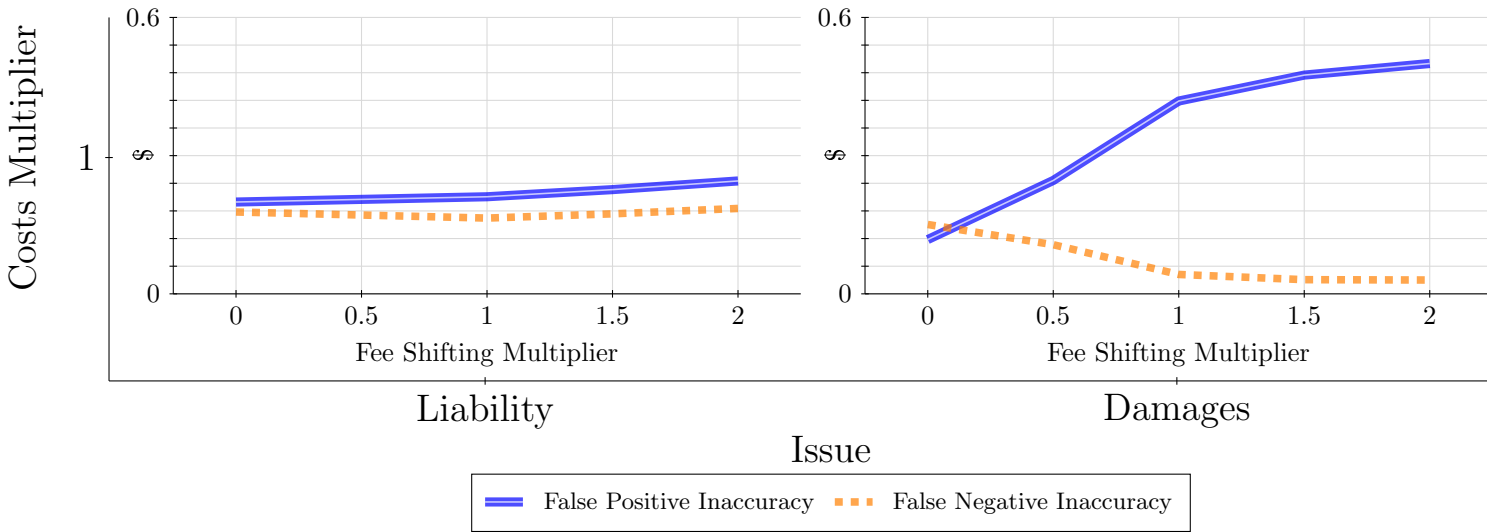 Costs Multiplier
1
0.6
$
0
0 0.5 1 1.5 2
Fee Shifting Multiplier
0.6
$
0
0 0.5 1 1.5 2
Fee Shifting Multiplier
Liability Damages
Issue
False Positive Inaccuracy False Negative Inaccuracy